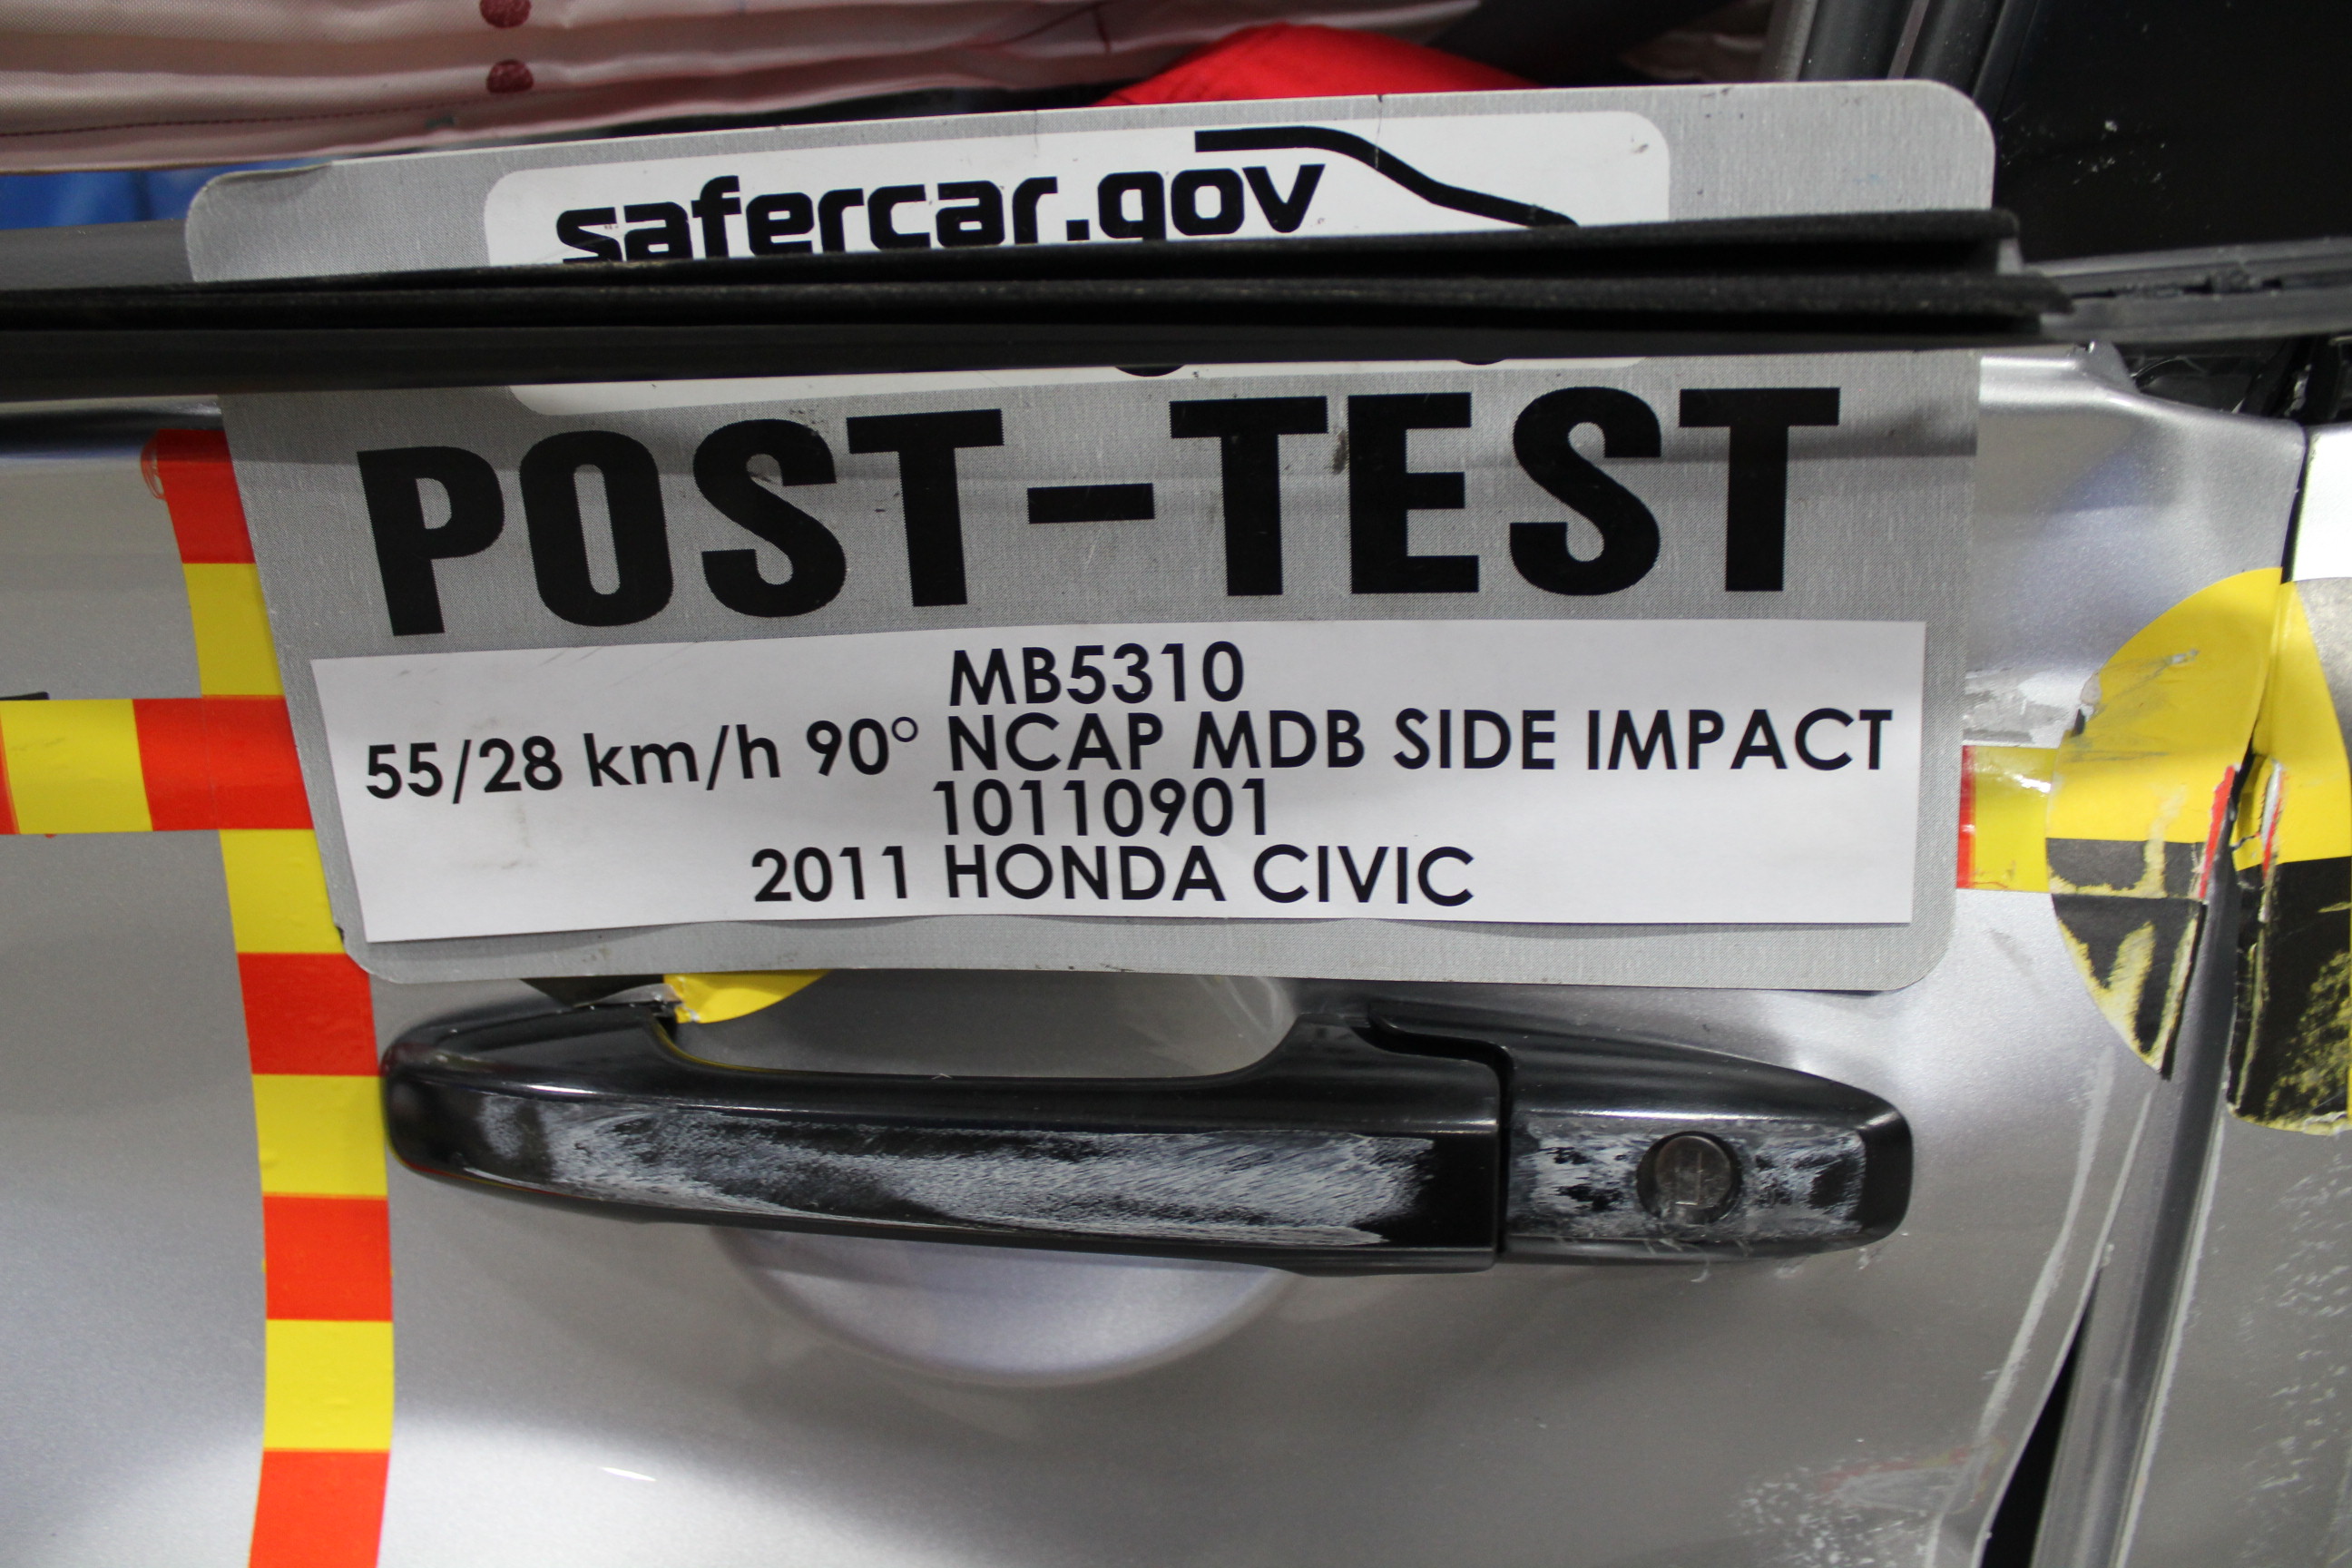 safercar.gov
POST-TEST
MB5310
55/28 km/h 90° NCAP MDB SIDE IMPACT
10110901
2011 HONDA CIVIC